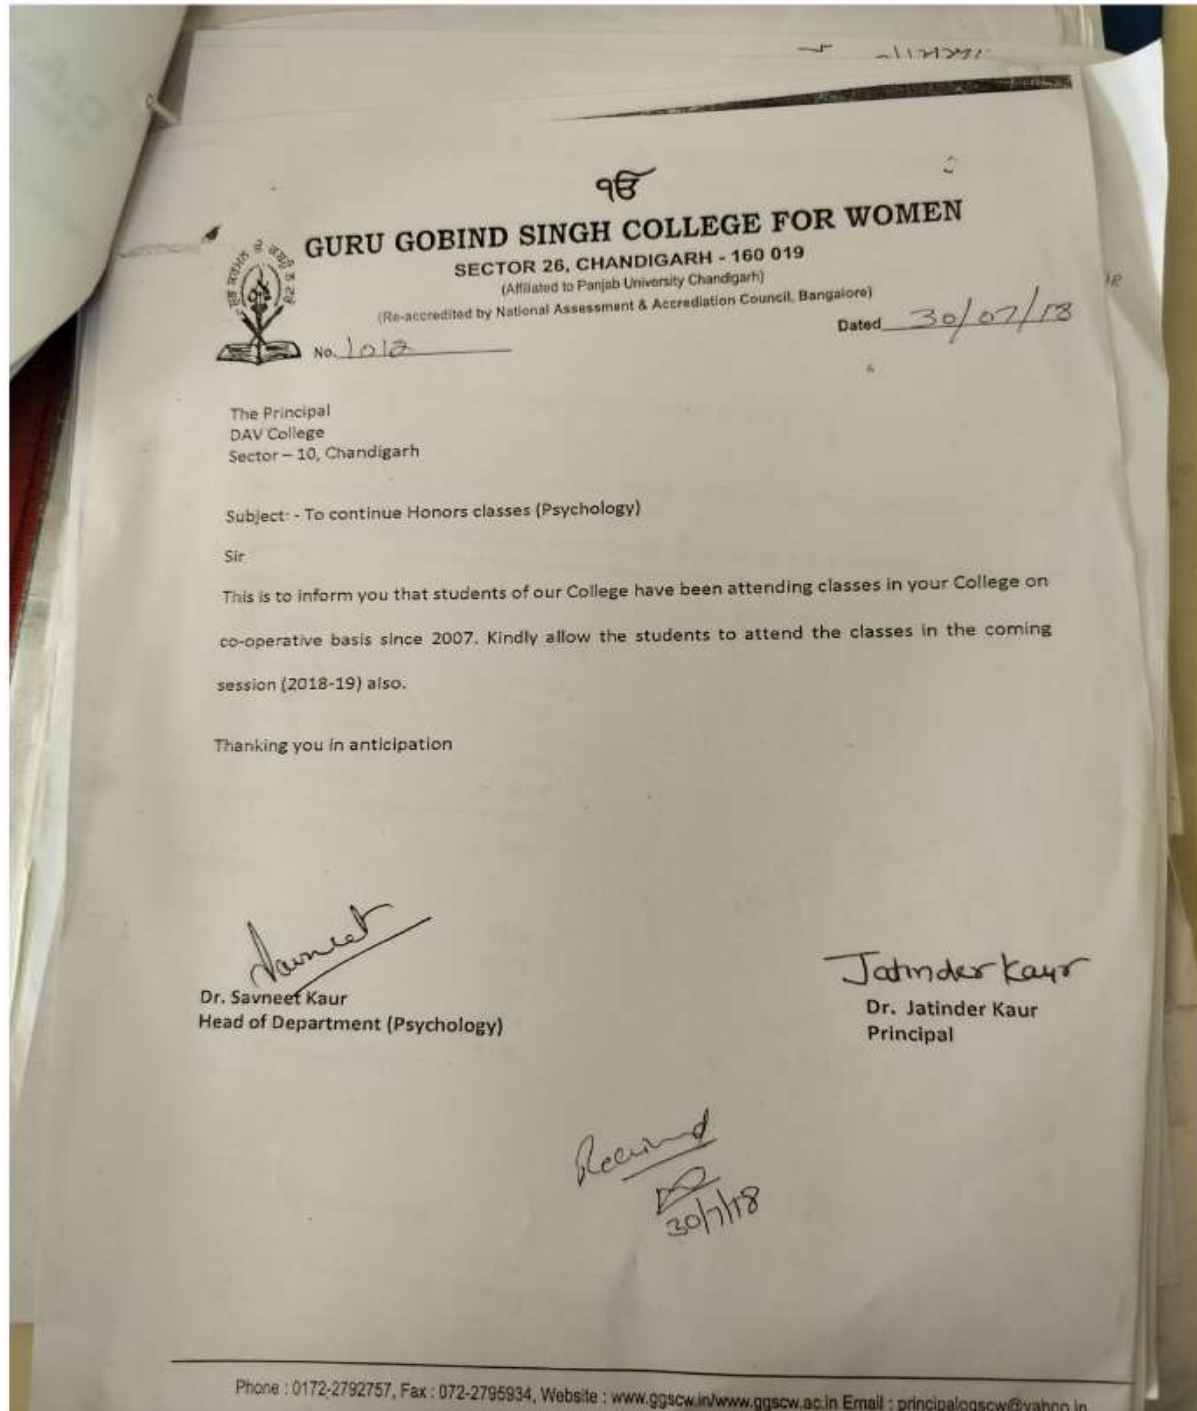 ੴ
GURU GOBIND SINGH COLLEGE FOR WOMEN
SECTOR 26, CHANDIGARH - 160 019
(Affiliated to Panjab University Chandigarh)
(Re-accredited by National Assessment & Accrediation Council, Bangalore)
No. 1012
Dated 30/07/18
The Principal
DAV College
Sector – 10, Chandigarh
Subject: - To continue Honors classes (Psychology)
Sir
This is to inform you that students of our College have been attending classes in your College on
co-operative basis since 2007. Kindly allow the students to attend the classes in the coming
session (2018-19) also.
Thanking you in anticipation
Savneet
Dr. Savneet Kaur
Head of Department (Psychology)
Jatinder Kaur
Dr. Jatinder Kaur
Principal
Received
30/7/18
Phone : 0172-2792757, Fax : 072-2795934, Website : www.ggscw.in/www.ggscw.ac.in Email : principalggscw@yahoo.in